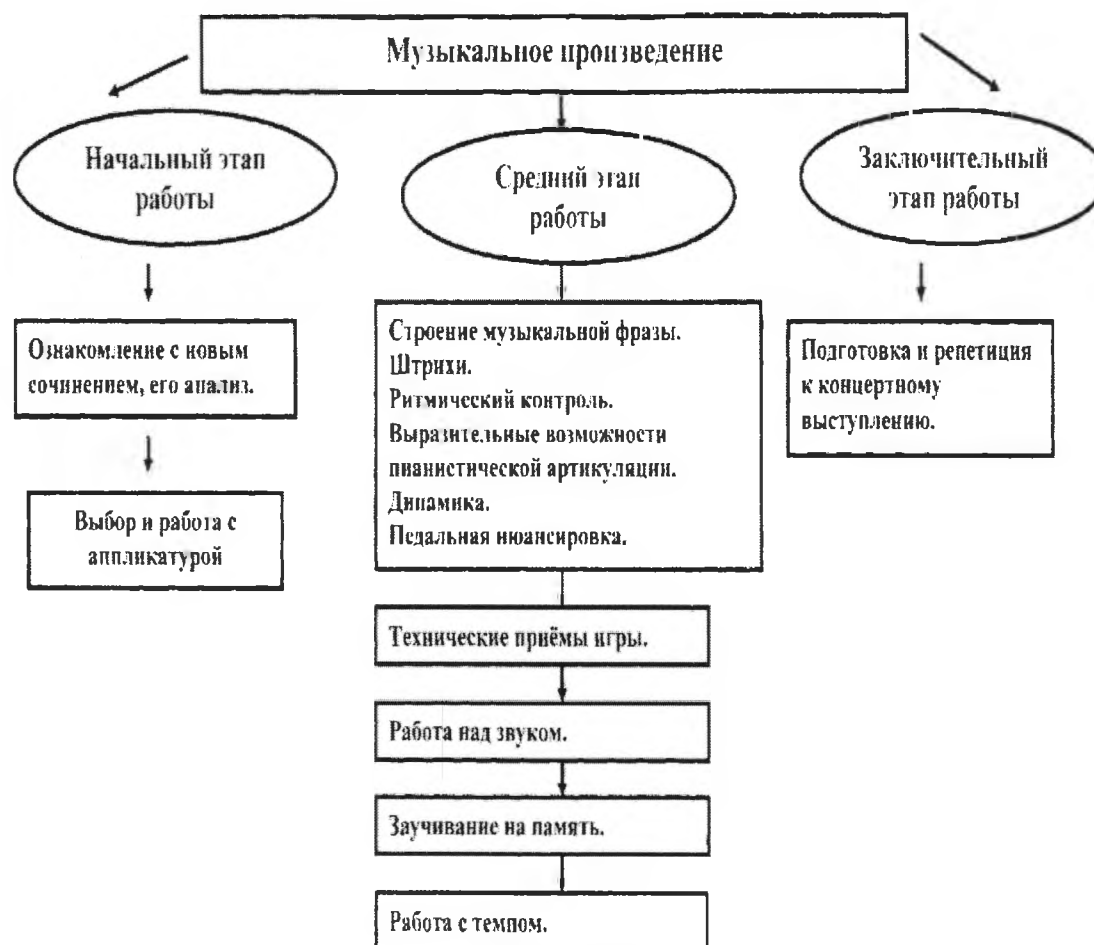 Музыкальное произведение
Начальный этап
работы
Ознакомление с новым
сочинением, его анализ.
Выбор и работа с
аппликатурой
Средний этап
работы
Строение музыкальной фразы.
Штрихи.
Ритмический контроль.
Выразительные возможности
пианистической артикуляции.
Динамика.
Педальная нюансировка.
Технические приёмы игры.
Работа над звуком.
Заучивание на память.
Работа с темпом.
Заключительный
этап работы
Подготовка и репетиция
к концертному
выступлению.